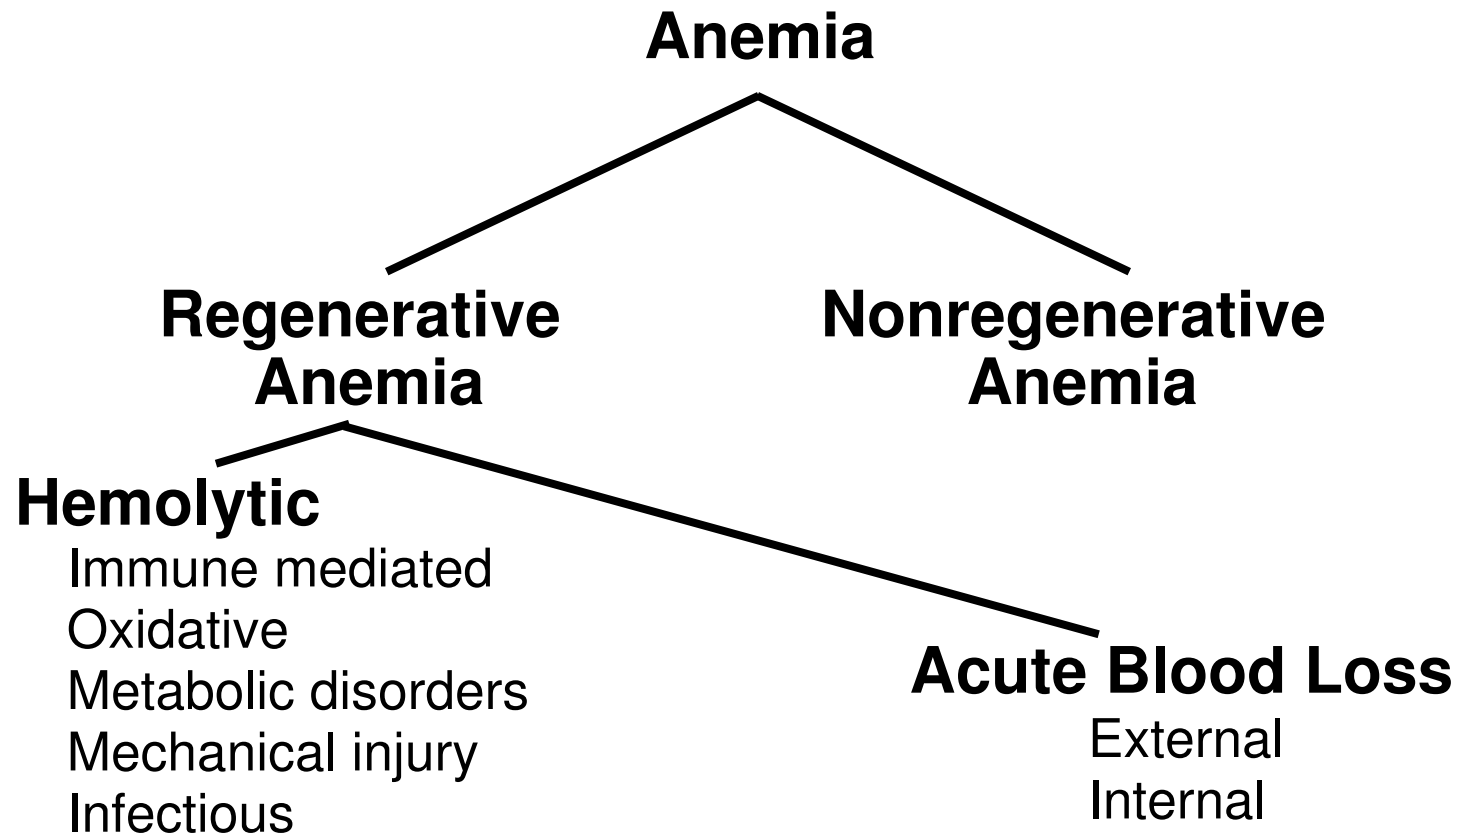 Anemia
Regenerative
Anemia
Nonregenerative
Anemia
Hemolytic
Immune mediated
Oxidative
Metabolic disorders
Mechanical injury
Infectious
Acute Blood Loss
External
Internal